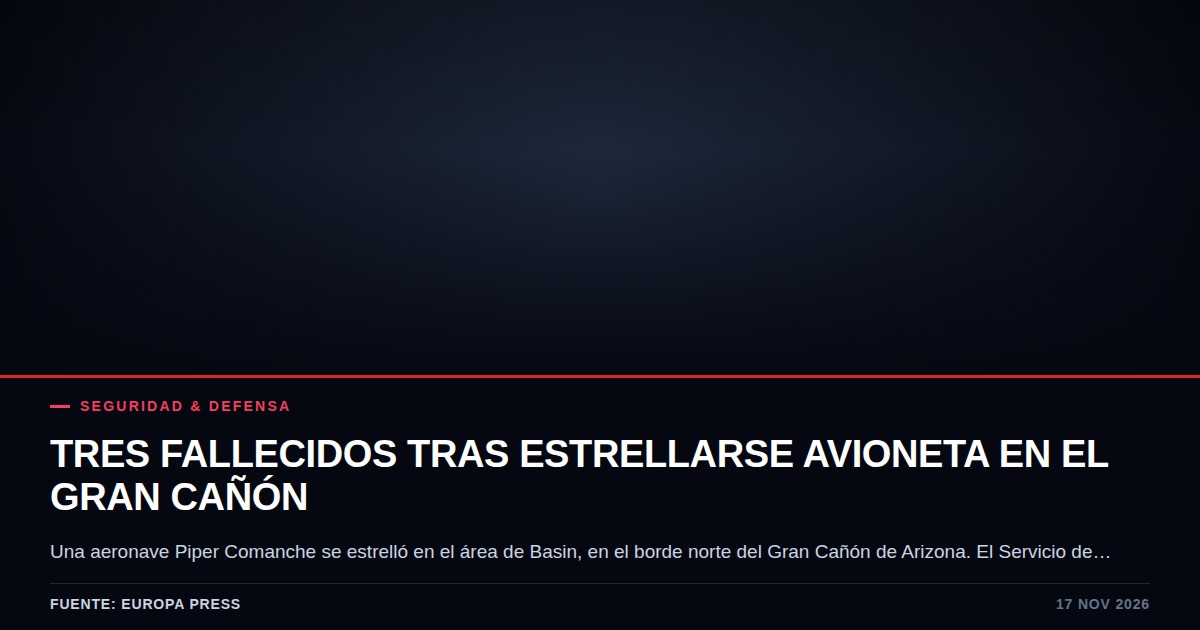 SEGURIDAD & DEFENSA
TRES FALLECIDOS TRAS ESTRELLARSE AVIONETA EN EL
GRAN CAÑÓN
Una aeronave Piper Comanche se estrelló en el área de Basin, en el borde norte del Gran Cañón de Arizona. El Servicio de…
FUENTE: EUROPA PRESS
17 NOV 2026